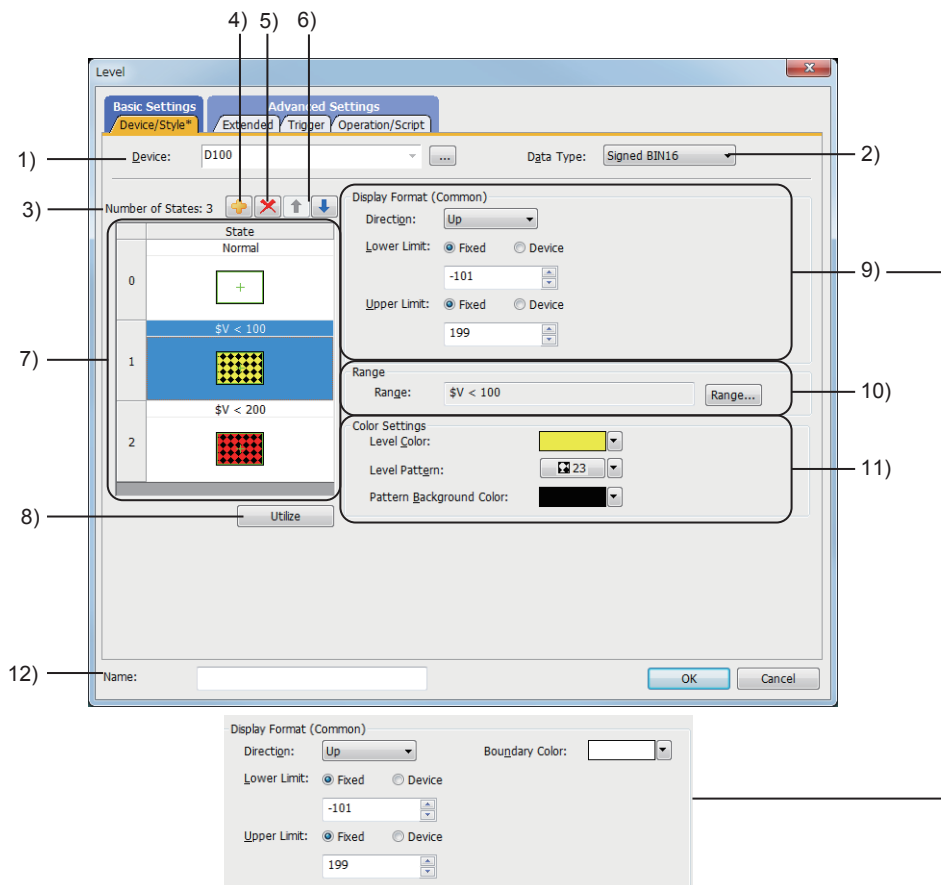 4) 5) 6)
Level
Basic Settings Advanced Settings
Device/Style* Extended Trigger Operation/Script
1) Device: D100 ... Data Type: Signed BIN16 2)
3) Number of States: 3
State
Normal
0
$V < 100
1
$V < 200
2
7)
8) Utilize
Display Format (Common)
Direction: Up
Lower Limit: Fixed Device
-101
Upper Limit: Fixed Device
199
9)
Range
Range: $V < 100 Range...
10)
Color Settings
Level Color:
Level Pattern: 23
Pattern Background Color:
11)
12) Name: OK Cancel
Display Format (Common)
Direction: Up Boundary Color:
Lower Limit: Fixed Device
-101
Upper Limit: Fixed Device
199